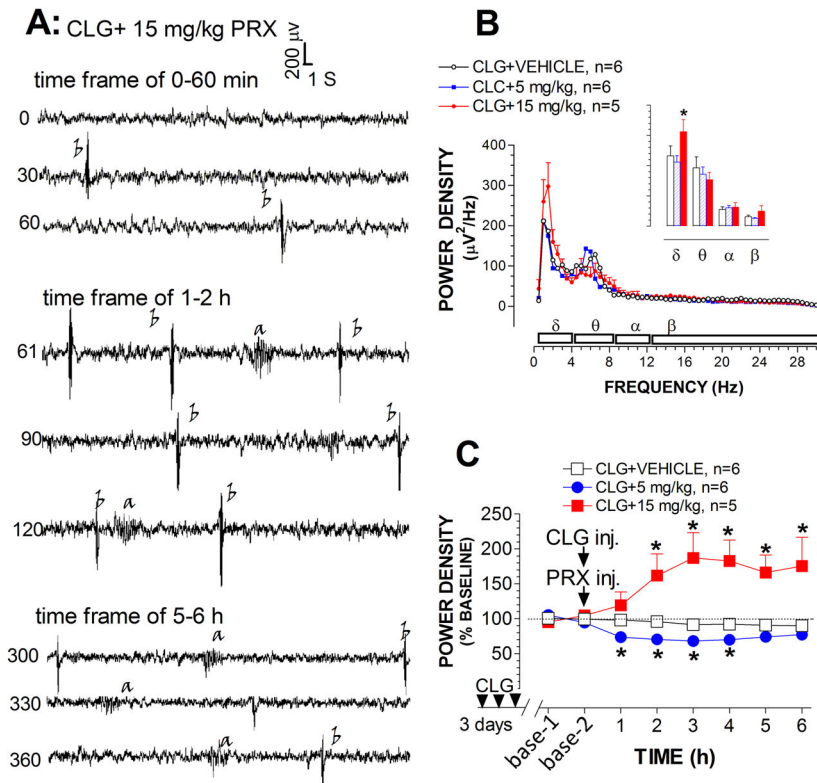 A: CLG+ 15 mg/kg PRX
200 µv
1 S
time frame of 0-60 min
0
b
30
b
60
time frame of 1-2 h
b
a
b
61
b
b
90
b
a
b
120
time frame of 5-6 h
a
b
300
a
330
a
b
360
B
CLG+VEHICLE, n=6
CLC+5 mg/kg, n=6
CLG+15 mg/kg, n=5
*
δ θ α β
POWER DENSITY
(µV²/Hz)
400
300
200
100
0
δ θ α β
0 4 8 12 16 20 24 28
FREQUENCY (Hz)
C
CLG+VEHICLE, n=6
CLG+5 mg/kg, n=6
CLG+15 mg/kg, n=5
POWER DENSITY
(% BASELINE)
250
200
150
100
50
CLG inj.
PRX inj.
* * * * *
* * * *
CLG
3 days
base-1 base-2 1 2 3 4 5 6
TIME (h)